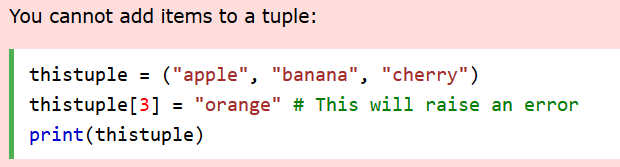 You cannot add items to a tuple:
thistuple = ("apple", "banana", "cherry")
thistuple[3] = "orange" # This will raise an error
print(thistuple)